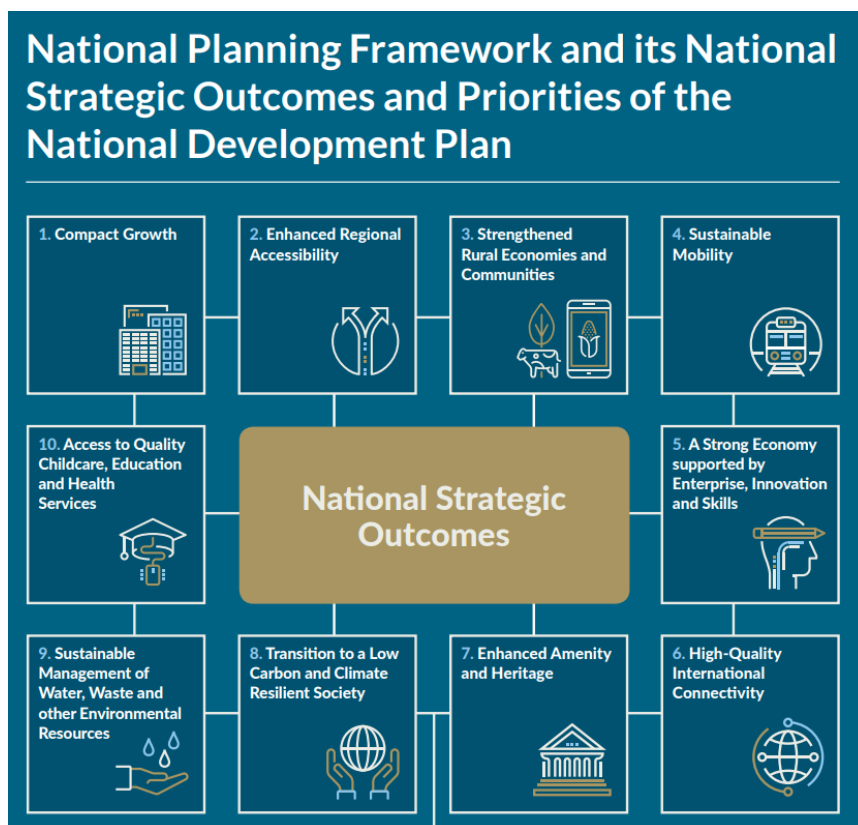 National Planning Framework and its National
Strategic Outcomes and Priorities of the
National Development Plan
1. Compact Growth
2. Enhanced Regional
Accessibility
3. Strengthened
Rural Economies and
Communities
4. Sustainable
Mobility
10. Access to Quality
Childcare, Education
and Health
Services
National Strategic
Outcomes
5. A Strong Economy
supported by
Enterprise, Innovation
and Skills
9. Sustainable
Management of
Water, Waste and
other Environmental
Resources
8. Transition to a Low
Carbon and Climate
Resilient Society
7. Enhanced Amenity
and Heritage
6. High-Quality
International
Connectivity